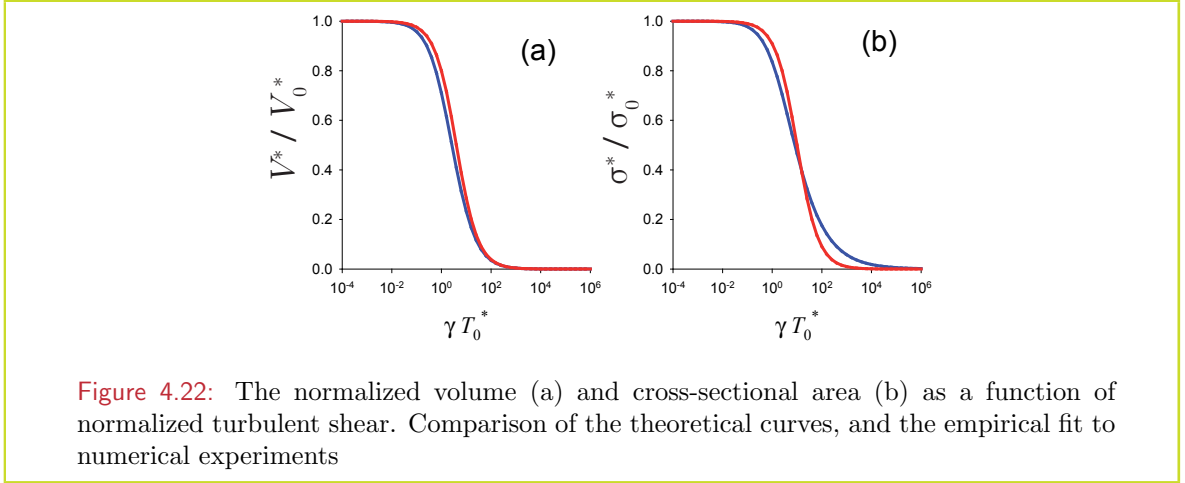 (a)
V* / V0*
1.0
0.8
0.6
0.4
0.2
0.0
10-4 10-2 100 102 104 106
γ T0*
(b)
σ* / σ0*
1.0
0.8
0.6
0.4
0.2
0.0
10-4 10-2 100 102 104 106
γ T0*
Figure 4.22: The normalized volume (a) and cross-sectional area (b) as a function of
normalized turbulent shear. Comparison of the theoretical curves, and the empirical fit to
numerical experiments